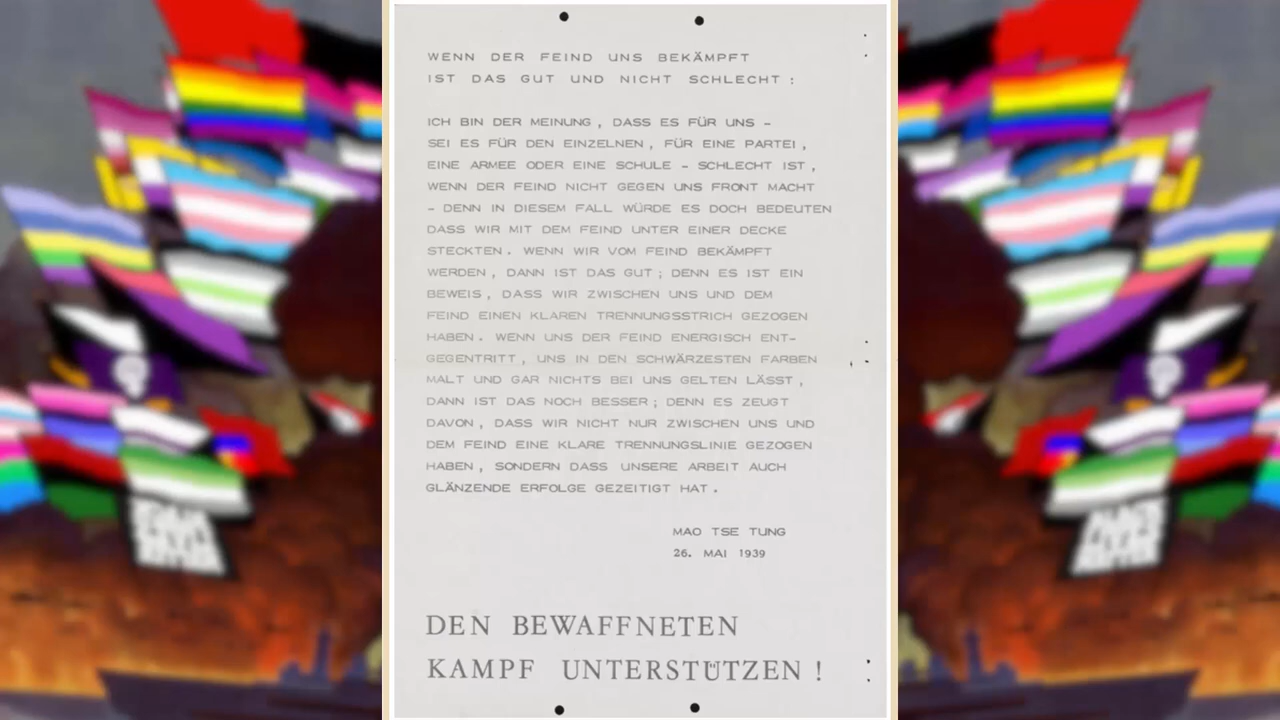 WENN DER FEIND UNS BEKÄMPFT
IST DAS GUT UND NICHT SCHLECHT :
ICH BIN DER MEINUNG , DASS ES FÜR UNS –
SEI ES FÜR DEN EINZELNEN , FÜR EINE PARTEI ,
EINE ARMEE ODER EINE SCHULE – SCHLECHT IST ,
WENN DER FEIND NICHT GEGEN UNS FRONT MACHT
– DENN IN DIESEM FALL WÜRDE ES DOCH BEDEUTEN
DASS WIR MIT DEM FEIND UNTER EINER DECKE
STECKTEN . WENN WIR VOM FEIND BEKÄMPFT
WERDEN , DANN IST DAS GUT ; DENN ES IST EIN
BEWEIS , DASS WIR ZWISCHEN UNS UND DEM
FEIND EINEN KLAREN TRENNUNGSSTRICH GEZOGEN
HABEN . WENN UNS DER FEIND ENERGISCH ENT–
GEGENTRITT , UNS IN DEN SCHWÄRZESTEN FARBEN
MALT UND GAR NICHTS BEI UNS GELTEN LÄSST ,
DANN IST DAS NOCH BESSER ; DENN ES ZEUGT
DAVON , DASS WIR NICHT NUR ZWISCHEN UNS UND
DEM FEIND EINE KLARE TRENNUNGSLINIE GEZOGEN
HABEN , SONDERN DASS UNSERE ARBEIT AUCH
GLÄNZENDE ERFOLGE GEZEITIGT HAT .
MAO TSE TUNG
26. MAI 1939
DEN BEWAFFNETEN
KAMPF UNTERSTÜTZEN !